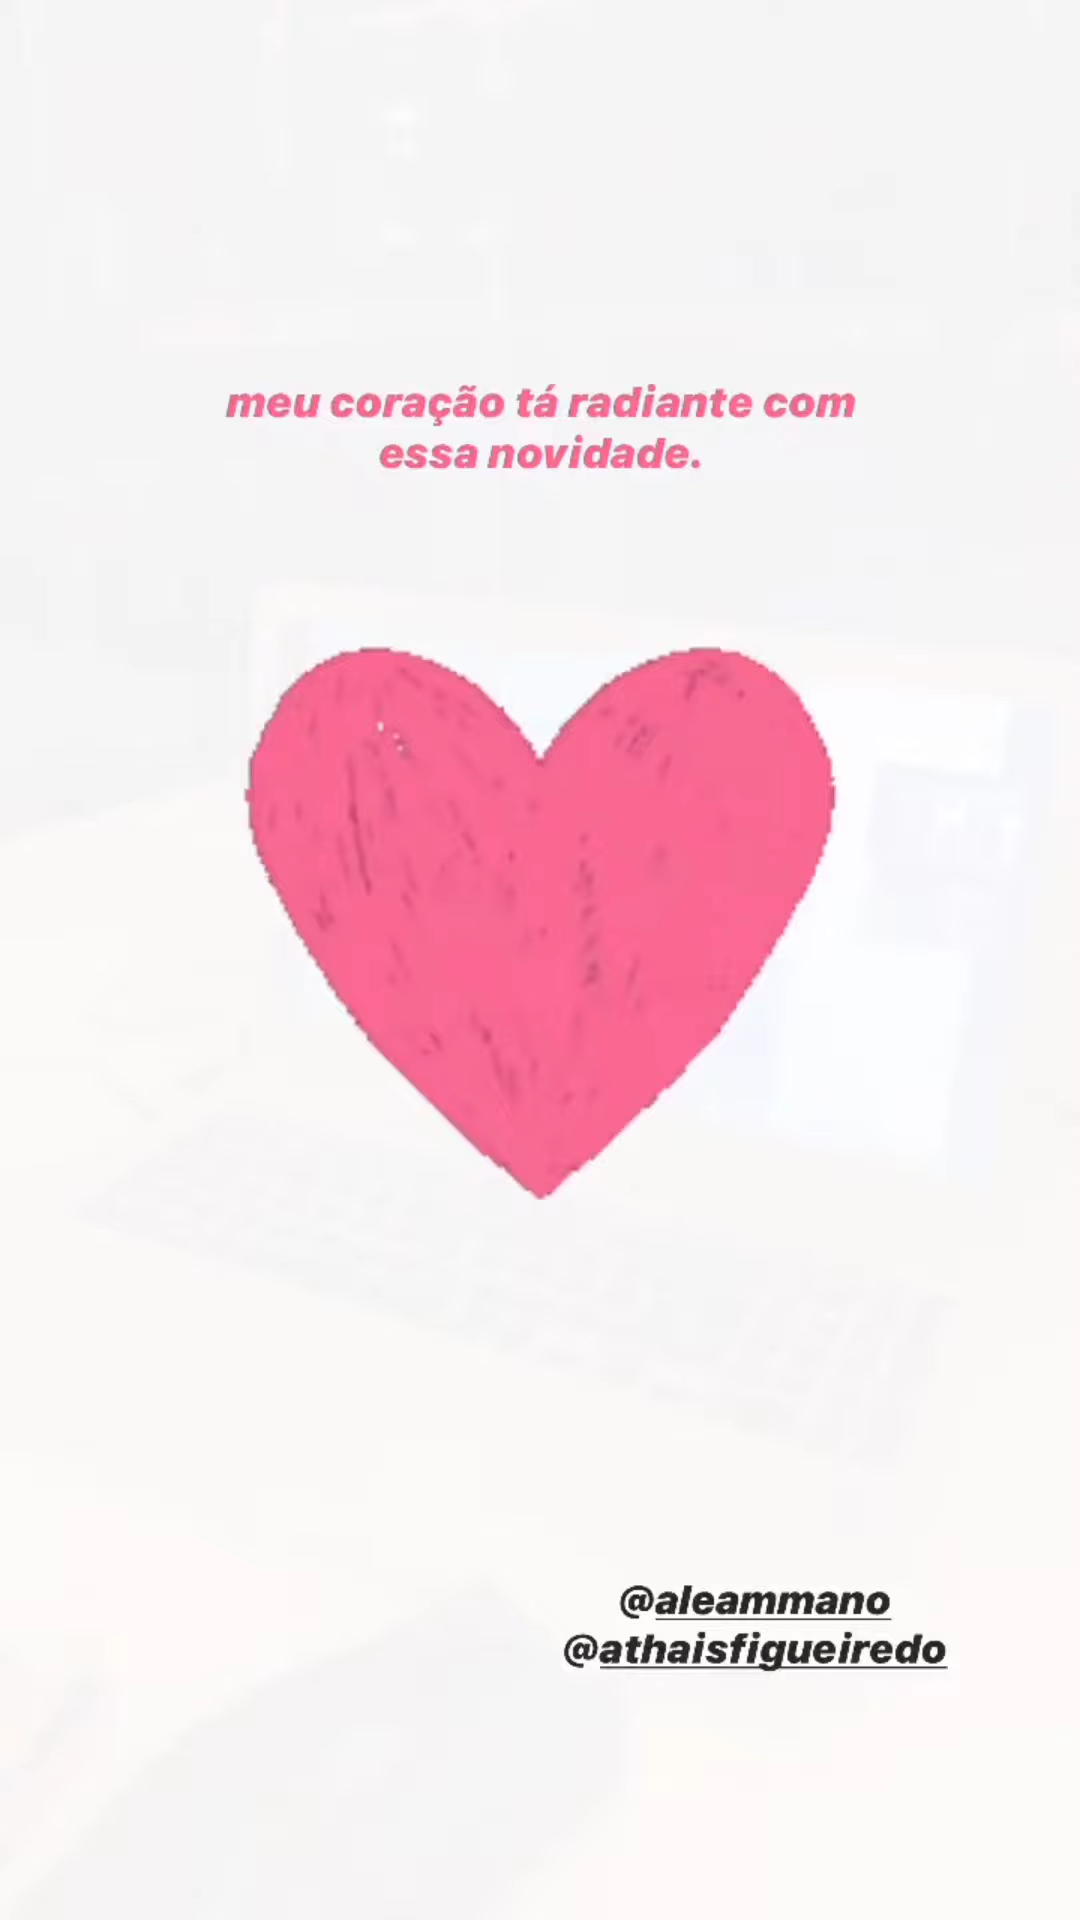 meu coração tá radiante com
essa novidade.
@aleammano
@athaisfigueiredo